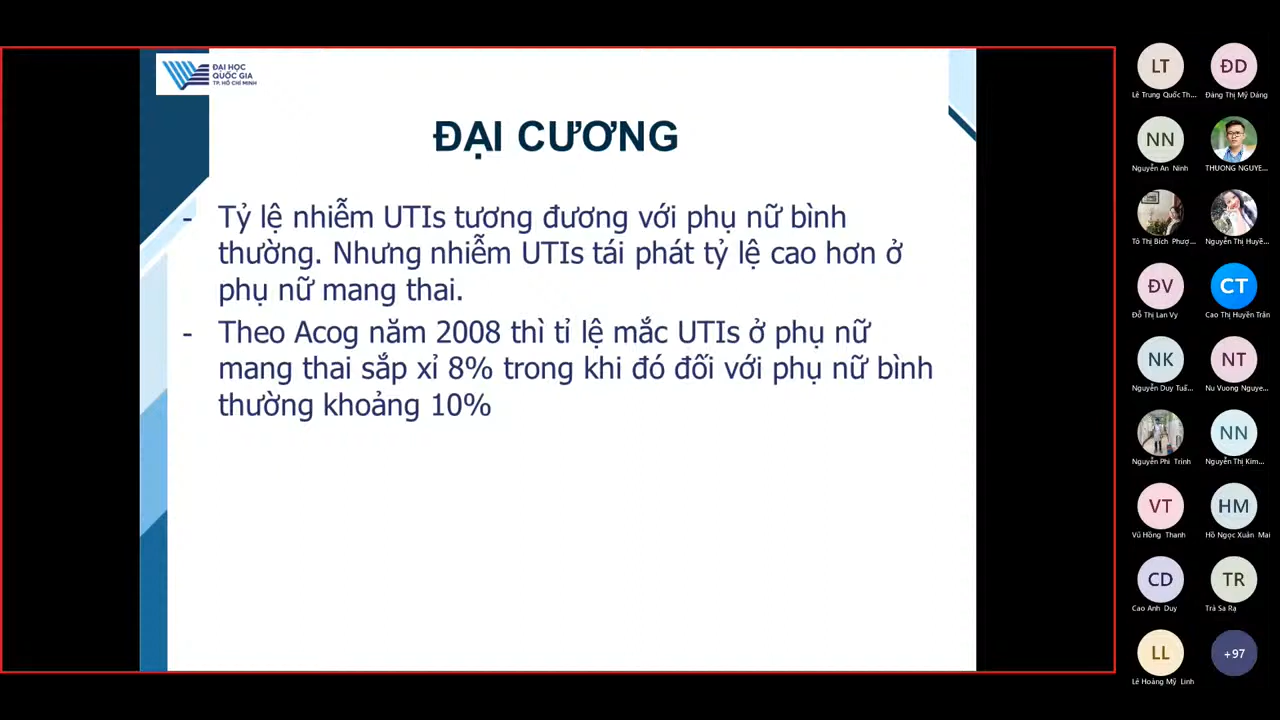 ĐẠI HỌC
QUỐC GIA
TP. HỒ CHÍ MINH
ĐẠI CƯƠNG
- Tỷ lệ nhiễm UTIs tương đương với phụ nữ bình
thường. Nhưng nhiễm UTIs tái phát tỷ lệ cao hơn ở
phụ nữ mang thai.
- Theo Acog năm 2008 thì tỉ lệ mắc UTIs ở phụ nữ
mang thai sắp xỉ 8% trong khi đó đối với phụ nữ bình
thường khoảng 10%
LT
ĐD
Lê Trung Quốc Th...
Đàng Thị Mỹ Dáng
NN
Nguyễn An Ninh
THUONG NGUYE...
Tô Thị Bích Phượ...
Nguyễn Thị Huyề...
ĐV
CT
Đỗ Thị Lan Vy
Cao Thị Huyền Trân
NK
NT
Nguyễn Duy Tuấ...
Nu Vuong Nguye...
NN
Nguyễn Phi Trình
Nguyễn Thị Kim...
VT
HM
Vũ Hồng Thanh
Hồ Ngọc Xuân Mai
CD
TR
Cao Anh Duy
Trà Sa Rạ
LL
+97
Lê Hoàng Mỹ Linh